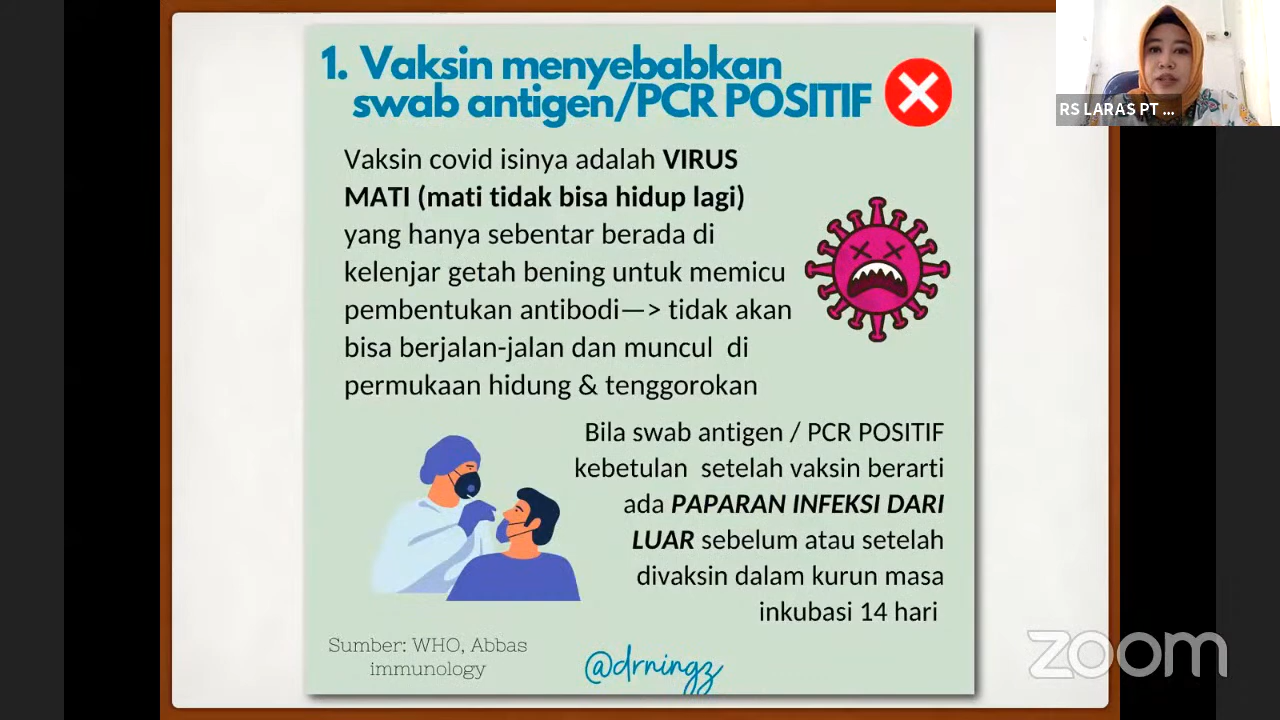 1. Vaksin menyebabkan
swab antigen/PCR POSITIF
Vaksin covid isinya adalah VIRUS
MATI (mati tidak bisa hidup lagi)
yang hanya sebentar berada di
kelenjar getah bening untuk memicu
pembentukan antibodi—> tidak akan
bisa berjalan-jalan dan muncul di
permukaan hidung & tenggorokan
Bila swab antigen / PCR POSITIF
kebetulan setelah vaksin berarti
ada PAPARAN INFEKSI DARI
LUAR sebelum atau setelah
divaksin dalam kurun masa
inkubasi 14 hari
Sumber: WHO, Abbas
immunology
@drningz
RS LARAS PT ...
zoom